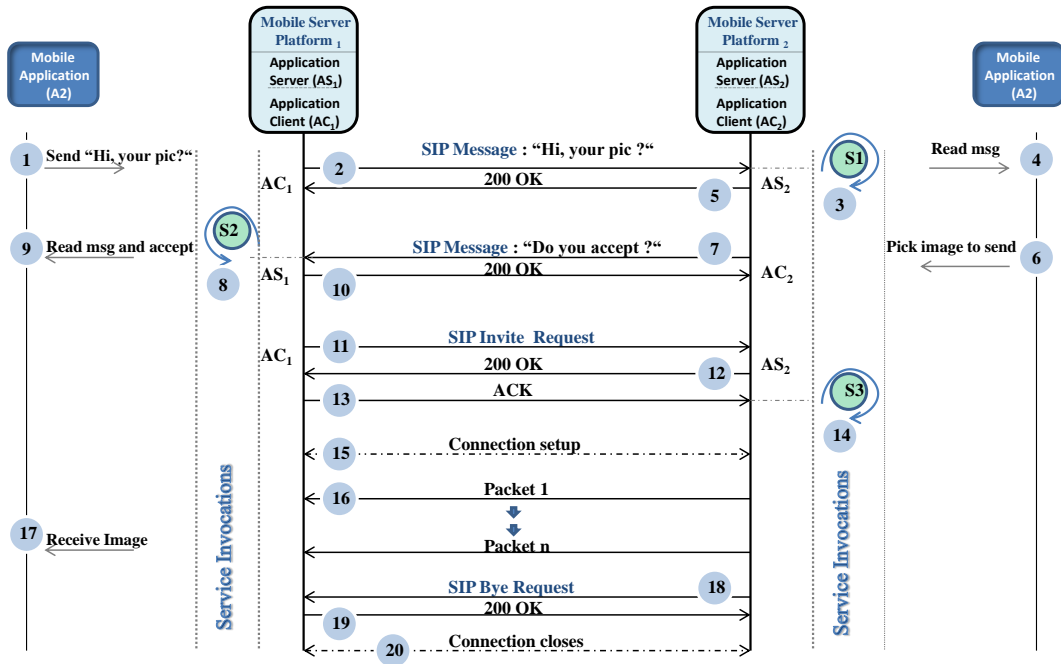 Mobile Server
Platform 1
Application
Server (AS1)
Application
Client (AC1)
Mobile Server
Platform 2
Application
Server (AS2)
Application
Client (AC2)
Mobile
Application
(A2)
Mobile
Application
(A2)
1
Send “Hi, your pic?“
2
SIP Message : “Hi, your pic ?“
S1
Read msg
4
AC1
200 OK
5
AS2
3
9
Read msg and accept
S2
SIP Message : “Do you accept ?“
7
Pick image to send
6
8
AS1
10
200 OK
AC2
11
SIP Invite Request
AC1
200 OK
12
AS2
13
ACK
S3
14
15
Connection setup
16
Packet 1
17
Receive Image
Packet n
Service Invocations
Service Invocations
SIP Bye Request
18
19
200 OK
20
Connection closes